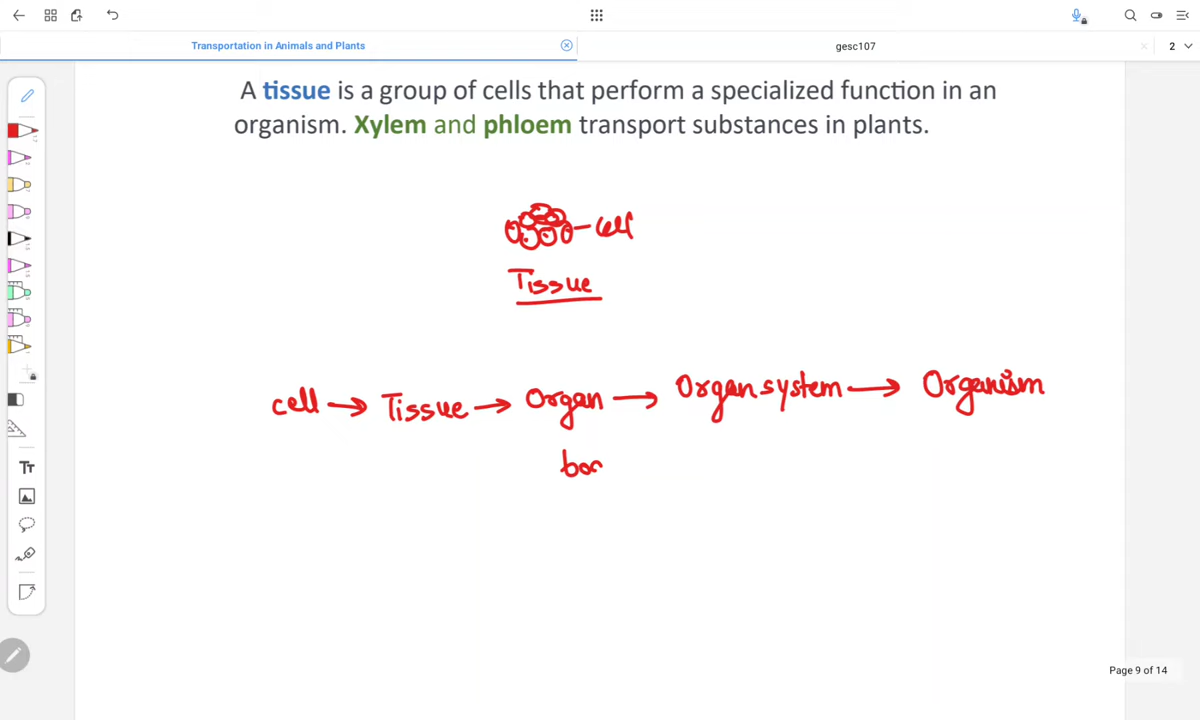 Transportation in Animals and Plants
gesc107
2
A tissue is a group of cells that perform a specialized function in an
organism. Xylem and phloem transport substances in plants.
cell
Tissue
cell → Tissue → Organ → Organ system → Organism
Tт
Page 9 of 14